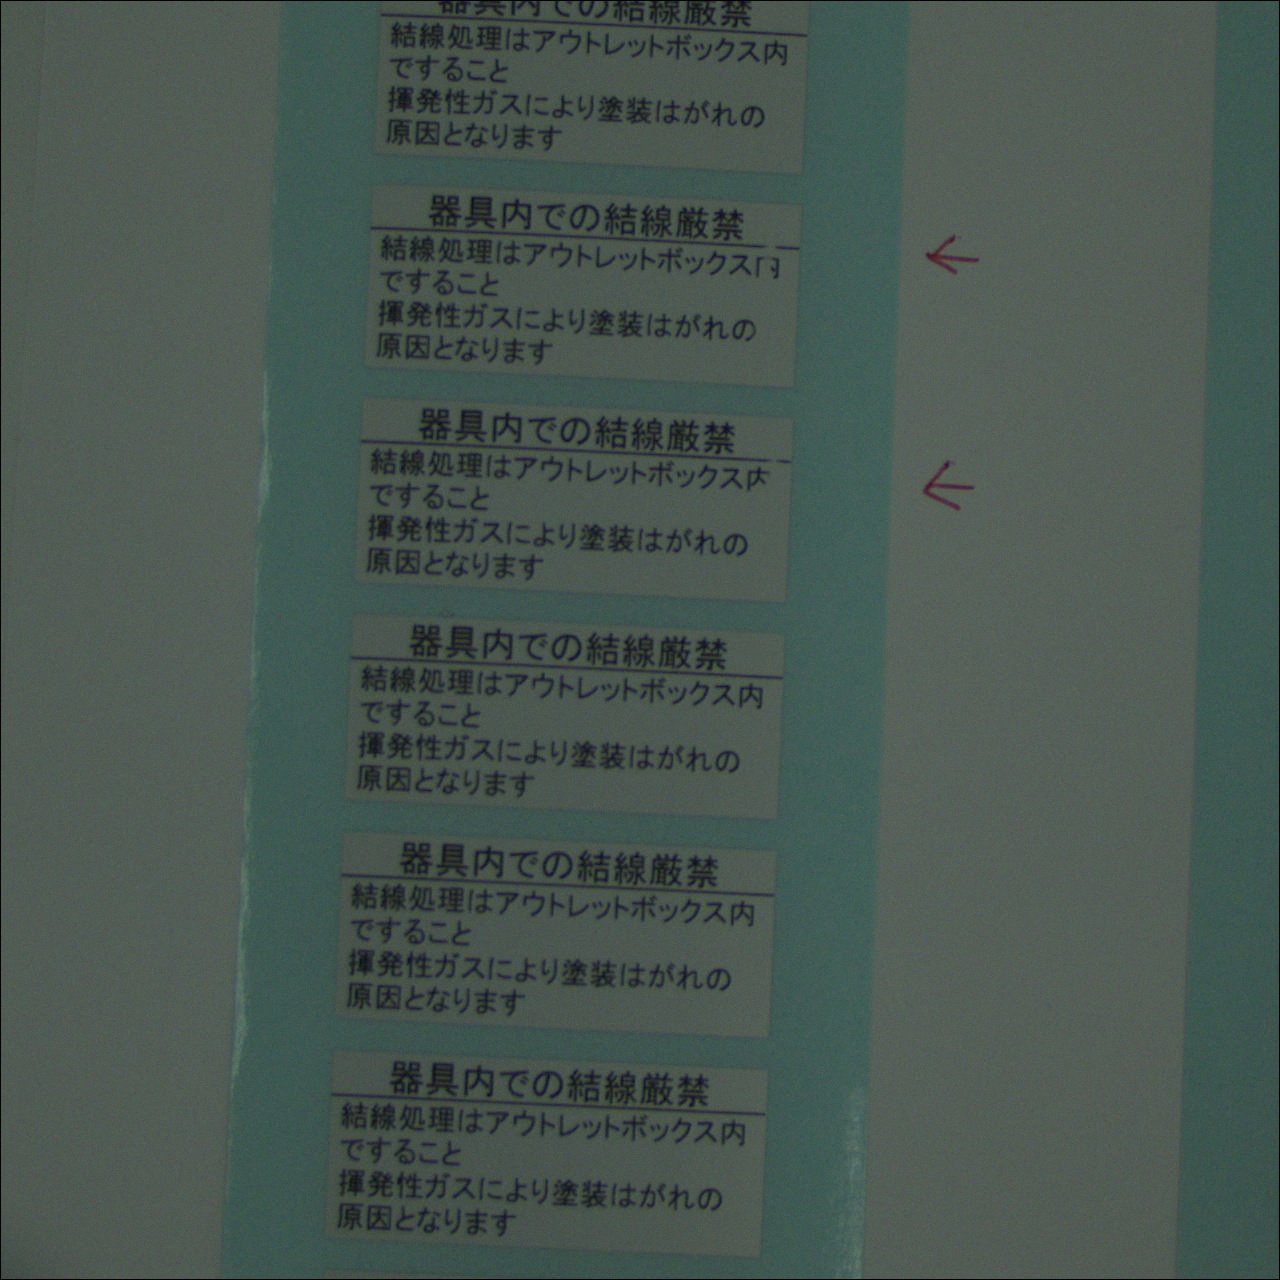 器具内での結線厳禁
結線処理はアウトレットボックス内
ですること
揮発性ガスにより塗装はがれの
原因となります
器具内での結線厳禁
結線処理はアウトレットボックス内
ですること
揮発性ガスにより塗装はがれの
原因となります
器具内での結線厳禁
結線処理はアウトレットボックス内
ですること
揮発性ガスにより塗装はがれの
原因となります
器具内での結線厳禁
結線処理はアウトレットボックス内
ですること
揮発性ガスにより塗装はがれの
原因となります
器具内での結線厳禁
結線処理はアウトレットボックス内
ですること
揮発性ガスにより塗装はがれの
原因となります
器具内での結線厳禁
結線処理はアウトレットボックス内
ですること
揮発性ガスにより塗装はがれの
原因となります